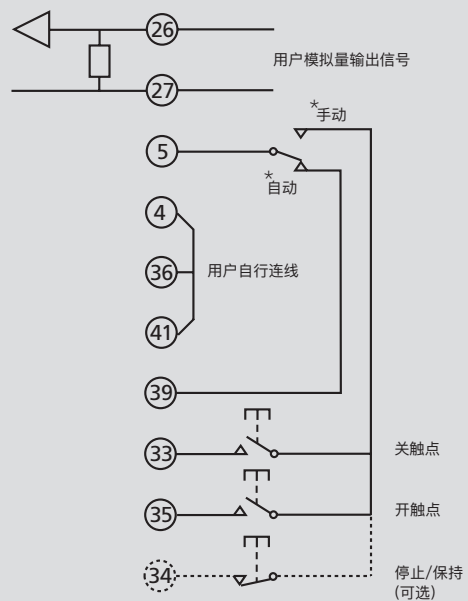 26
用户模拟量输出信号
27
*手动
5
*自动
4
36
用户自行连线
41
39
33
关触点
35
开触点
34
停止/保持
(可选)